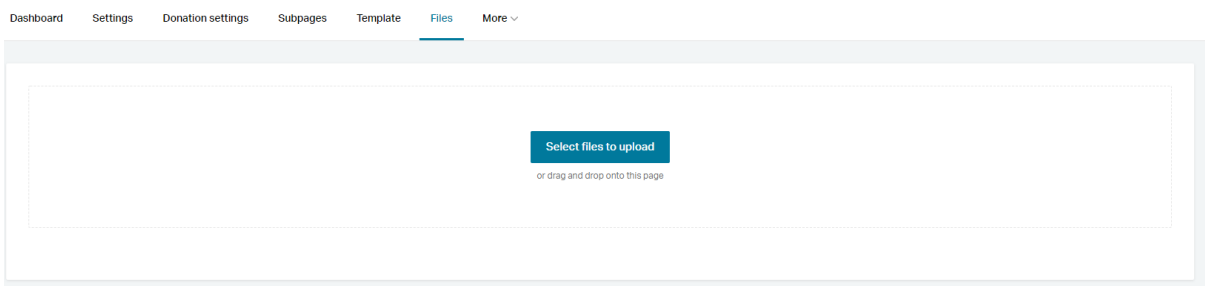 Dashboard Settings Donation settings Subpages Template Files More
Select files to upload
or drag and drop onto this page